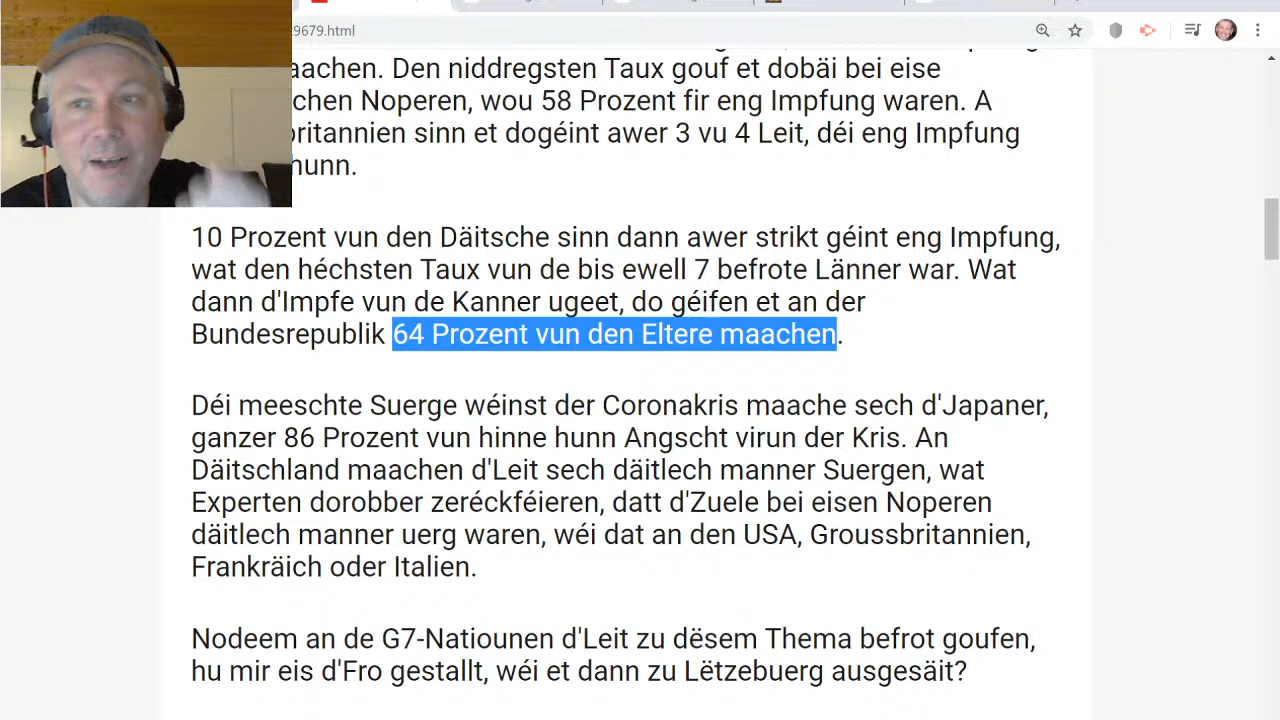 9679.html
aachen. Den niddregsten Taux gouf et dobäi bei eise
chen Noperen, wou 58 Prozent fir eng Impfung waren. A
britannien sinn et dogéint awer 3 vu 4 Leit, déi eng Impfung
hunn.
10 Prozent vun den Däitsche sinn dann awer strikt géint eng Impfung,
wat den héchsten Taux vun de bis ewell 7 befrote Länner war. Wat
dann d'Impfe vun de Kanner ugeet, do géifen et an der
Bundesrepublik 64 Prozent vun den Eltere maachen.
Déi meeschte Suerge wéinst der Coronakris maache sech d'Japaner,
ganzer 86 Prozent vun hinne hunn Angscht virun der Kris. An
Däitschland maachen d'Leit sech däitlech manner Suergen, wat
Experten dorobber zeréckféieren, datt d'Zuele bei eisen Noperen
däitlech manner uerg waren, wéi dat an den USA, Groussbritannien,
Frankräich oder Italien.
Nodeem an de G7-Natiounen d'Leit zu dësem Thema befrot goufen,
hu mir eis d'Fro gestallt, wéi et dann zu Lëtzebuerg ausgesäit?